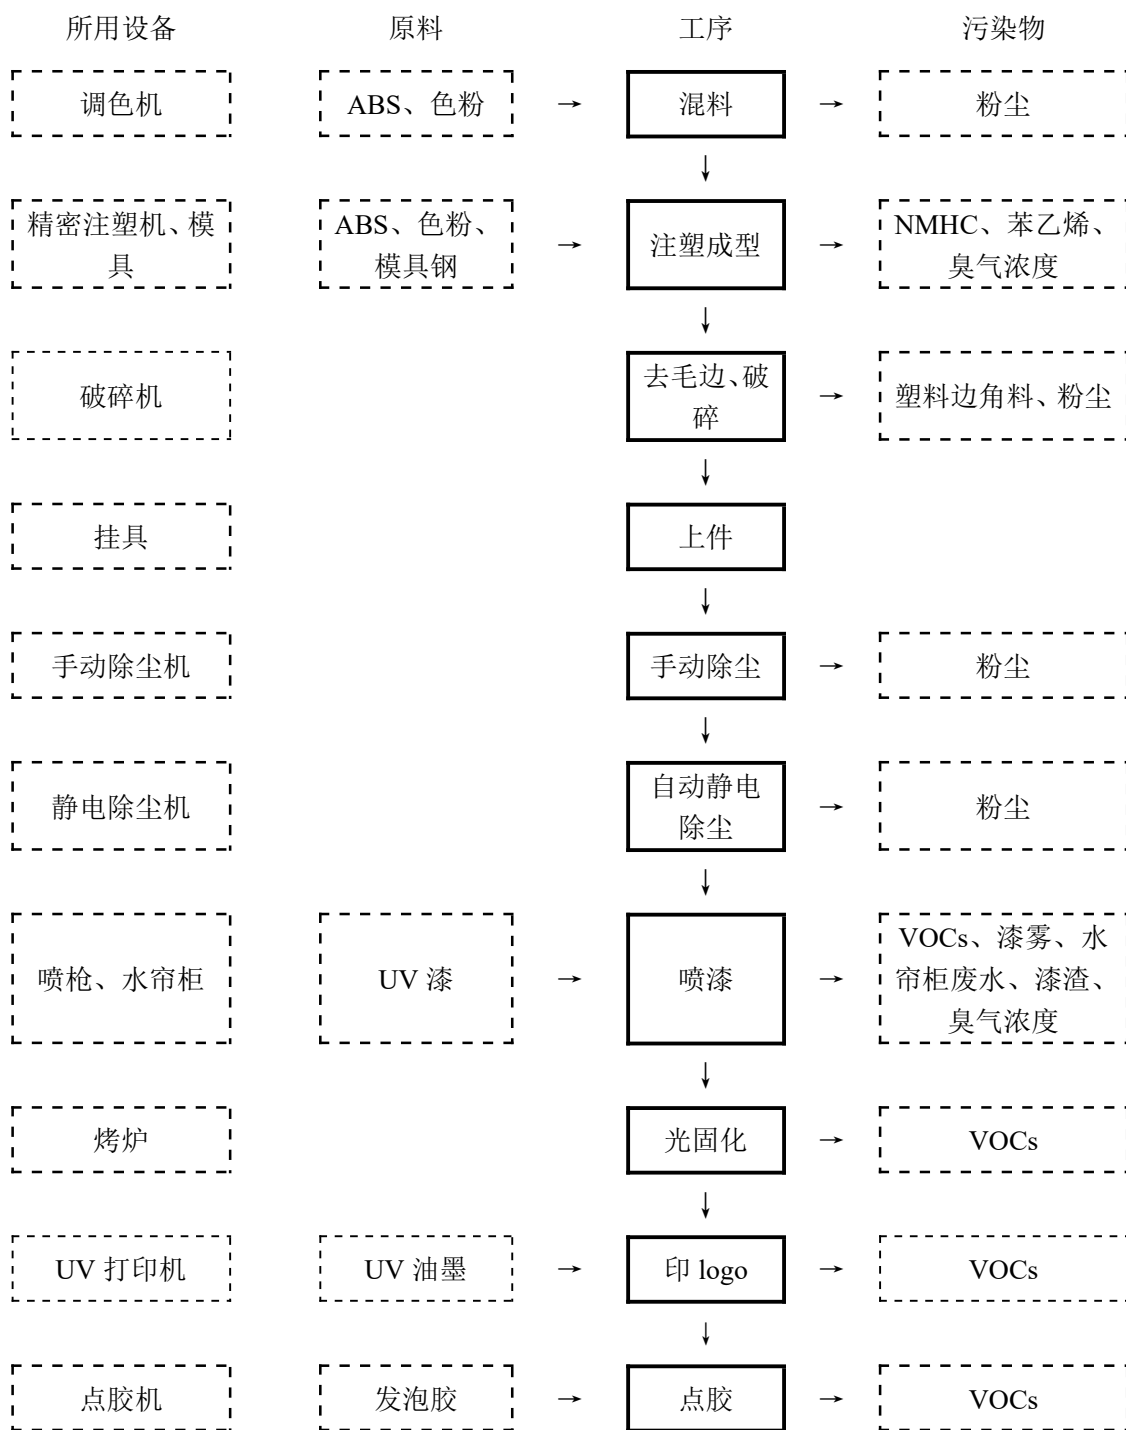 所用设备 原料 工序 污染物
调色机 ABS、色粉 → 混料 → 粉尘
↓
精密注塑机、模 ABS、色粉、 注塑成型 NMHC、苯乙烯、
具 模具钢 → → 臭气浓度
↓
破碎机 去毛边、破 → 塑料边角料、粉尘
碎
↓
挂具 上件
↓
手动除尘机 手动除尘 → 粉尘
↓
静电除尘机 自动静电 → 粉尘
除尘
↓
喷枪、水帘柜 UV 漆 → 喷漆 → VOCs、漆雾、水
帘柜废水、漆渣、
臭气浓度
↓
烤炉 光固化 → VOCs
↓
UV 打印机 UV 油墨 → 印 logo → VOCs
↓
点胶机 发泡胶 → 点胶 → VOCs